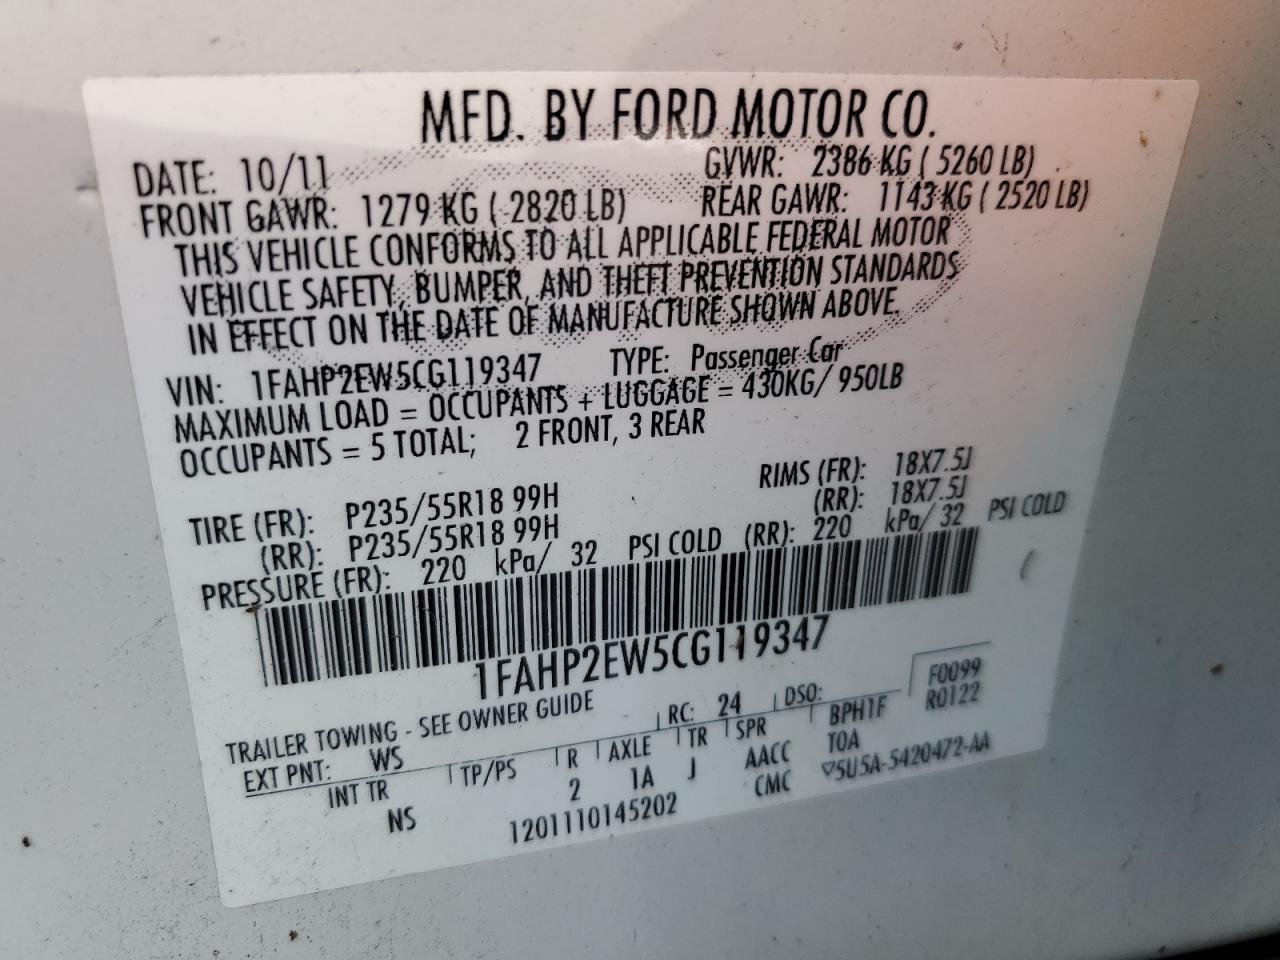 MFD. BY FORD MOTOR CO.
DATE: 10/11 GVWR: 2386 KG ( 5260 LB)
FRONT GAWR: 1279 KG ( 2820 LB) REAR GAWR: 1143 KG ( 2520 LB)
THIS VEHICLE CONFORMS TO ALL APPLICABLE FEDERAL MOTOR
VEHICLE SAFETY, BUMPER, AND THEFT PREVENTION STANDARDS
IN EFFECT ON THE DATE OF MANUFACTURE SHOWN ABOVE.
VIN: 1FAHP2EW5CG119347 TYPE: Passenger Car
MAXIMUM LOAD = OCCUPANTS + LUGGAGE = 430KG/ 950LB
OCCUPANTS = 5 TOTAL; 2 FRONT, 3 REAR
TIRE (FR): P235/55R18 99H RIMS (FR): 18X7.5J
(RR): P235/55R18 99H (RR): 18X7.5J
PRESSURE (FR): 220 kPa/ 32 PSI COLD (RR): 220 kPa/ 32 PSI COLD
1FAHP2EW5CG119347
TRAILER TOWING - SEE OWNER GUIDE RC: 24 DSO: F0099
EXT PNT: WS R0122
INT TR TP/PS R AXLE TR SPR BPH1F
NS 2 1A J AACC TOA
1201110145202 CMC ▽5U5A-5420472-AA